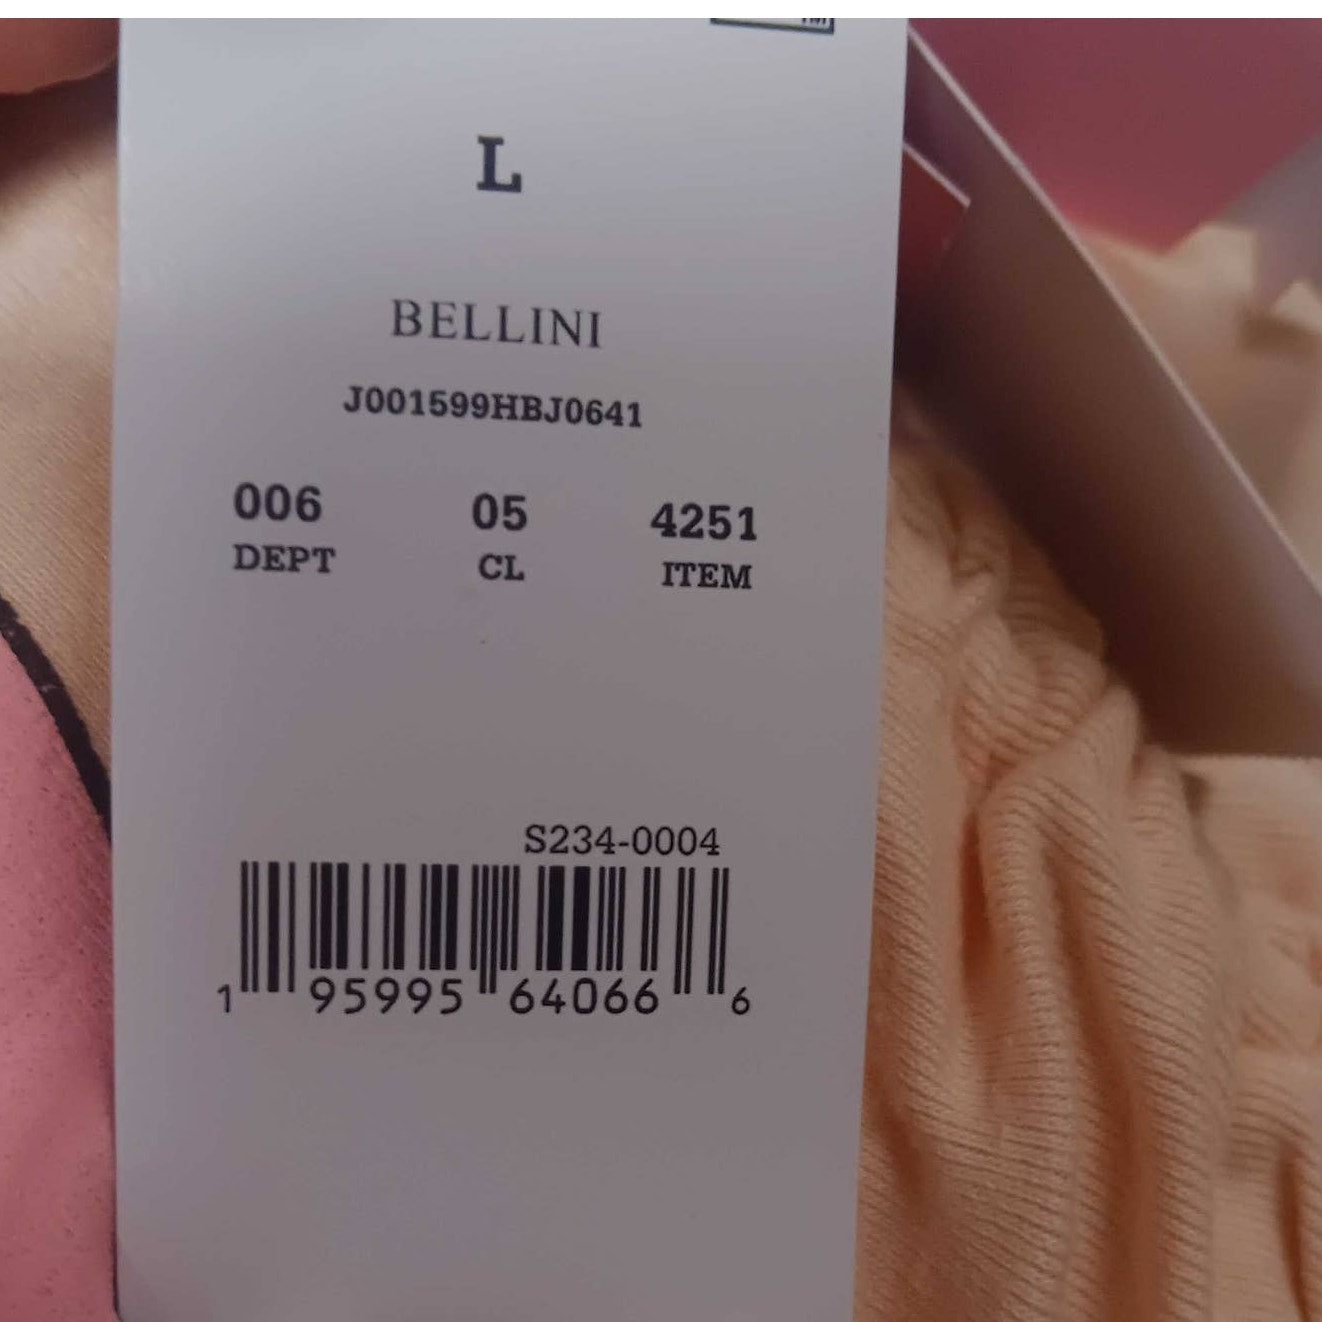 L
BELLINI
J001599HBJ0641
006 05 4251
DEPT CL ITEM
S234-0004
1 95995 64066 6